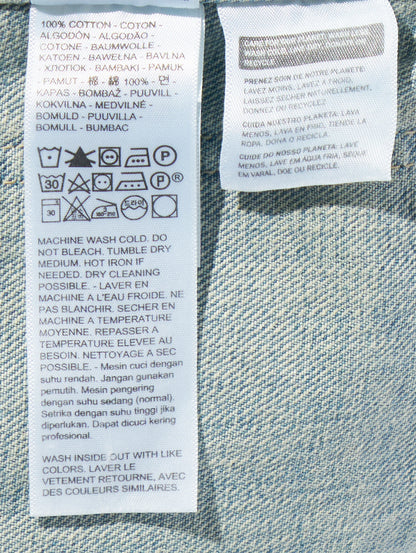 100% COTTON - COTON -
ALGODÓN - ALGODÃO -
COTONE - BAUMWOLLE -
KATOEN - BAWEŁNA - BAVLNA
- ХЛОПОК - BAMBAKI - PAMUK
- PAMUT - 棉 - 綿 100% - 면
- KAPAS - BOMBAŽ - PUUVILL -
KOKVILNA - MEDVILNĖ -
BOMULD - PUUVILLA -
BOMULL - BUMBAC
P
30 P ®
30
MACHINE WASH COLD. DO
NOT BLEACH. TUMBLE DRY
MEDIUM. HOT IRON IF
NEEDED. DRY CLEANING
POSSIBLE. - LAVER EN
MACHINE A L'EAU FROIDE. NE
PAS BLANCHIR. SECHER EN
MACHINE A TEMPERATURE
MOYENNE. REPASSER A
TEMPERATURE ELEVEE AU
BESOIN. NETTOYAGE A SEC
POSSIBLE. - Mesin cuci dengan
suhu rendah. Jangan gunakan
pemutih. Mesin pengering
dengan suhu sedang (normal).
Setrika dengan suhu tinggi jika
diperlukan. Dapat dicuci kering
profesional.
WASH INSIDE OUT WITH LIKE
COLORS. LAVER LE
VETEMENT RETOURNE, AVEC
DES COULEURS SIMILAIRES.
PRENEZ SOIN DE NOTRE PLANETE:
LAVEZ MOINS, LAVEZ À FROID,
LAISSEZ SÉCHER NATURELLEMENT,
DONNEZ OU RECYCLEZ
CUIDA NUESTRO PLANETA: LAVA
MENOS, LAVA EN FRÍO, TIENDE LA
ROPA, DONA O RECICLA.
CUIDE DO NOSSO PLANETA: LAVE
MENOS, LAVE EM ÁGUA FRIA, SEQUE
EM VARAL, DOE OU RECICLE.